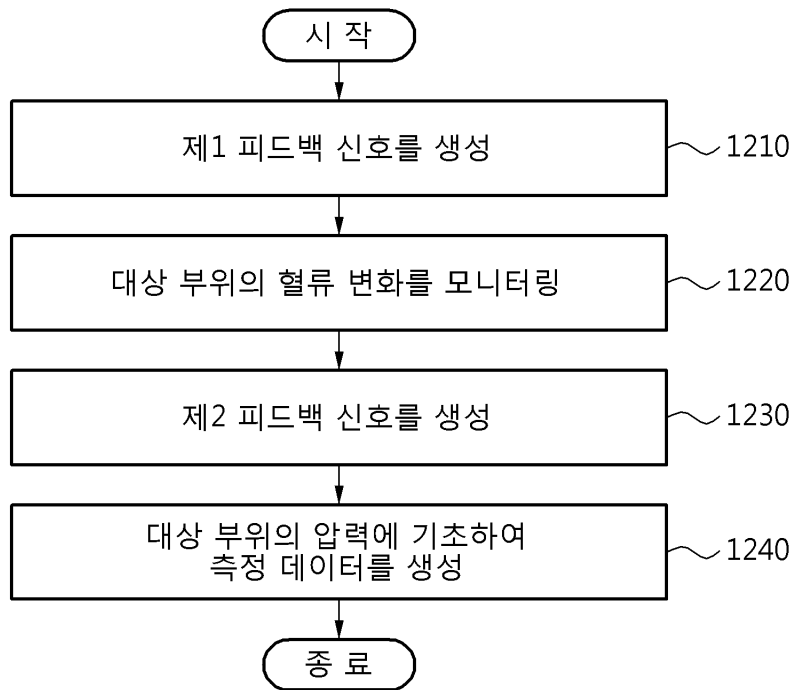 시 작
제1 피드백 신호를 생성
1210
대상 부위의 혈류 변화를 모니터링
1220
제2 피드백 신호를 생성
1230
대상 부위의 압력에 기초하여
측정 데이터를 생성
1240
종 료